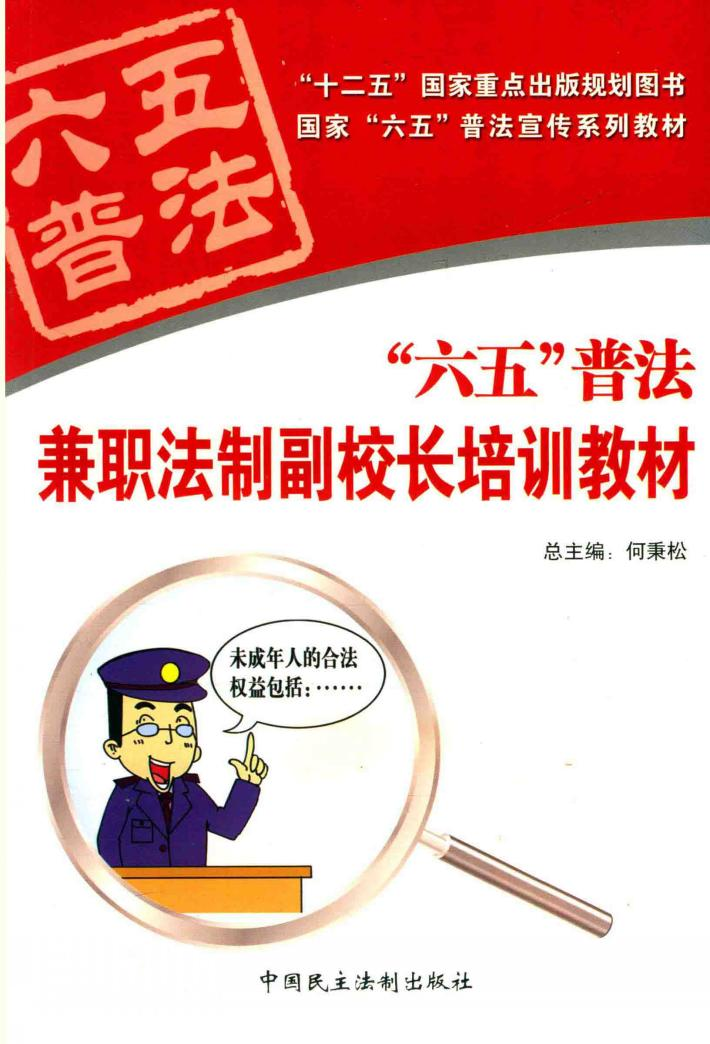 六五
普法
“十二五”国家重点出版规划图书
国家“六五”普法宣传系列教材
“六五”普法
兼职法制副校长培训教材
总主编：何秉松
未成年人的合法
权益包括：……
中国民主法制出版社